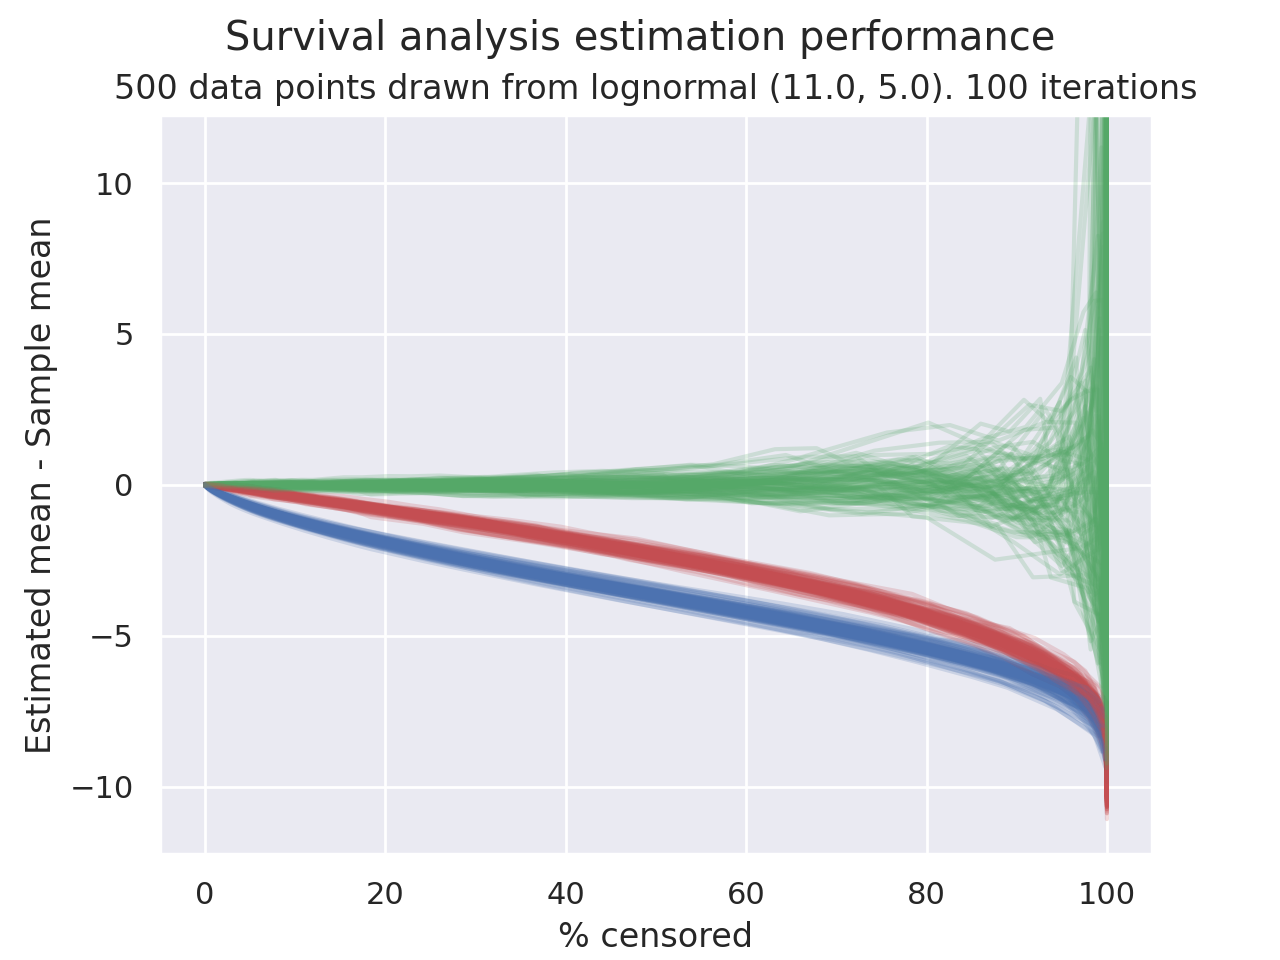 Survival analysis estimation performance
500 data points drawn from lognormal (11.0, 5.0). 100 iterations
Estimated mean - Sample mean
10
5
0
−5
−10
0 20 40 60 80 100
% censored